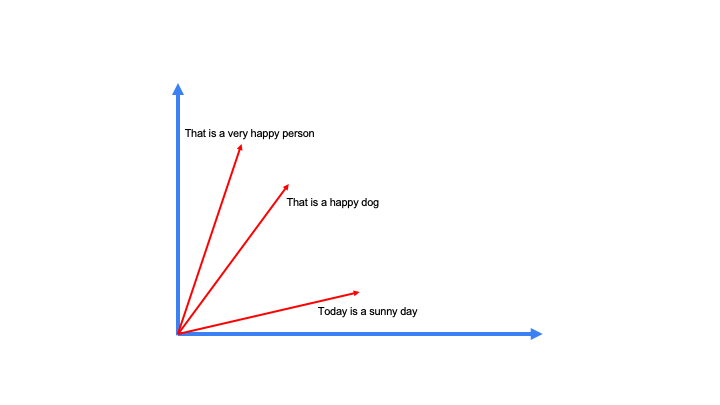 That is a very happy person
That is a happy dog
Today is a sunny day